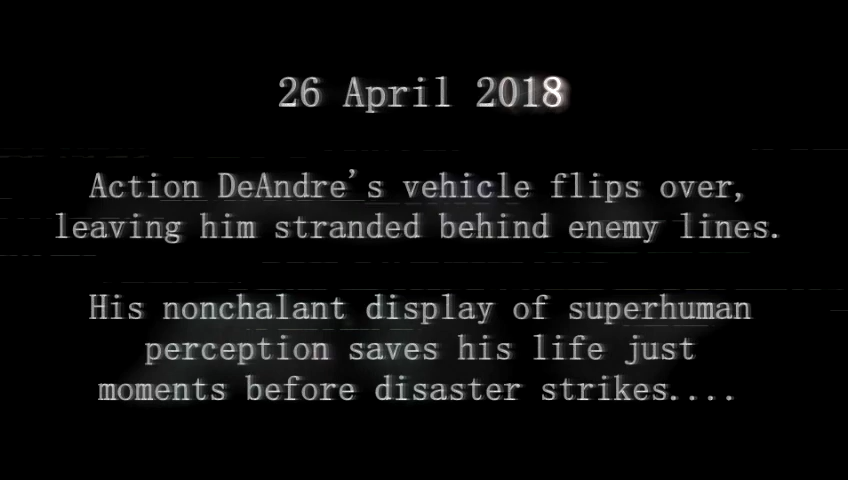 26 April 2018
Action DeAndre's vehicle flips over,
leaving him stranded behind enemy lines.
His nonchalant display of superhuman
perception saves his life just
moments before disaster strikes....